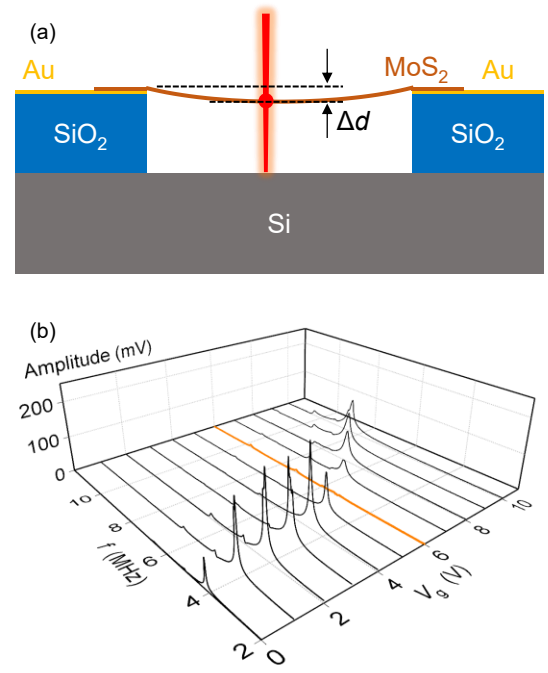 (a)
Au
MoS₂
Au
SiO₂
Δd
SiO₂
Si
(b)
Amplitude (mV)
200
100
0
10
8
6
4
2
f (MHz)
0
2
4
6
8
10
V_g (V)